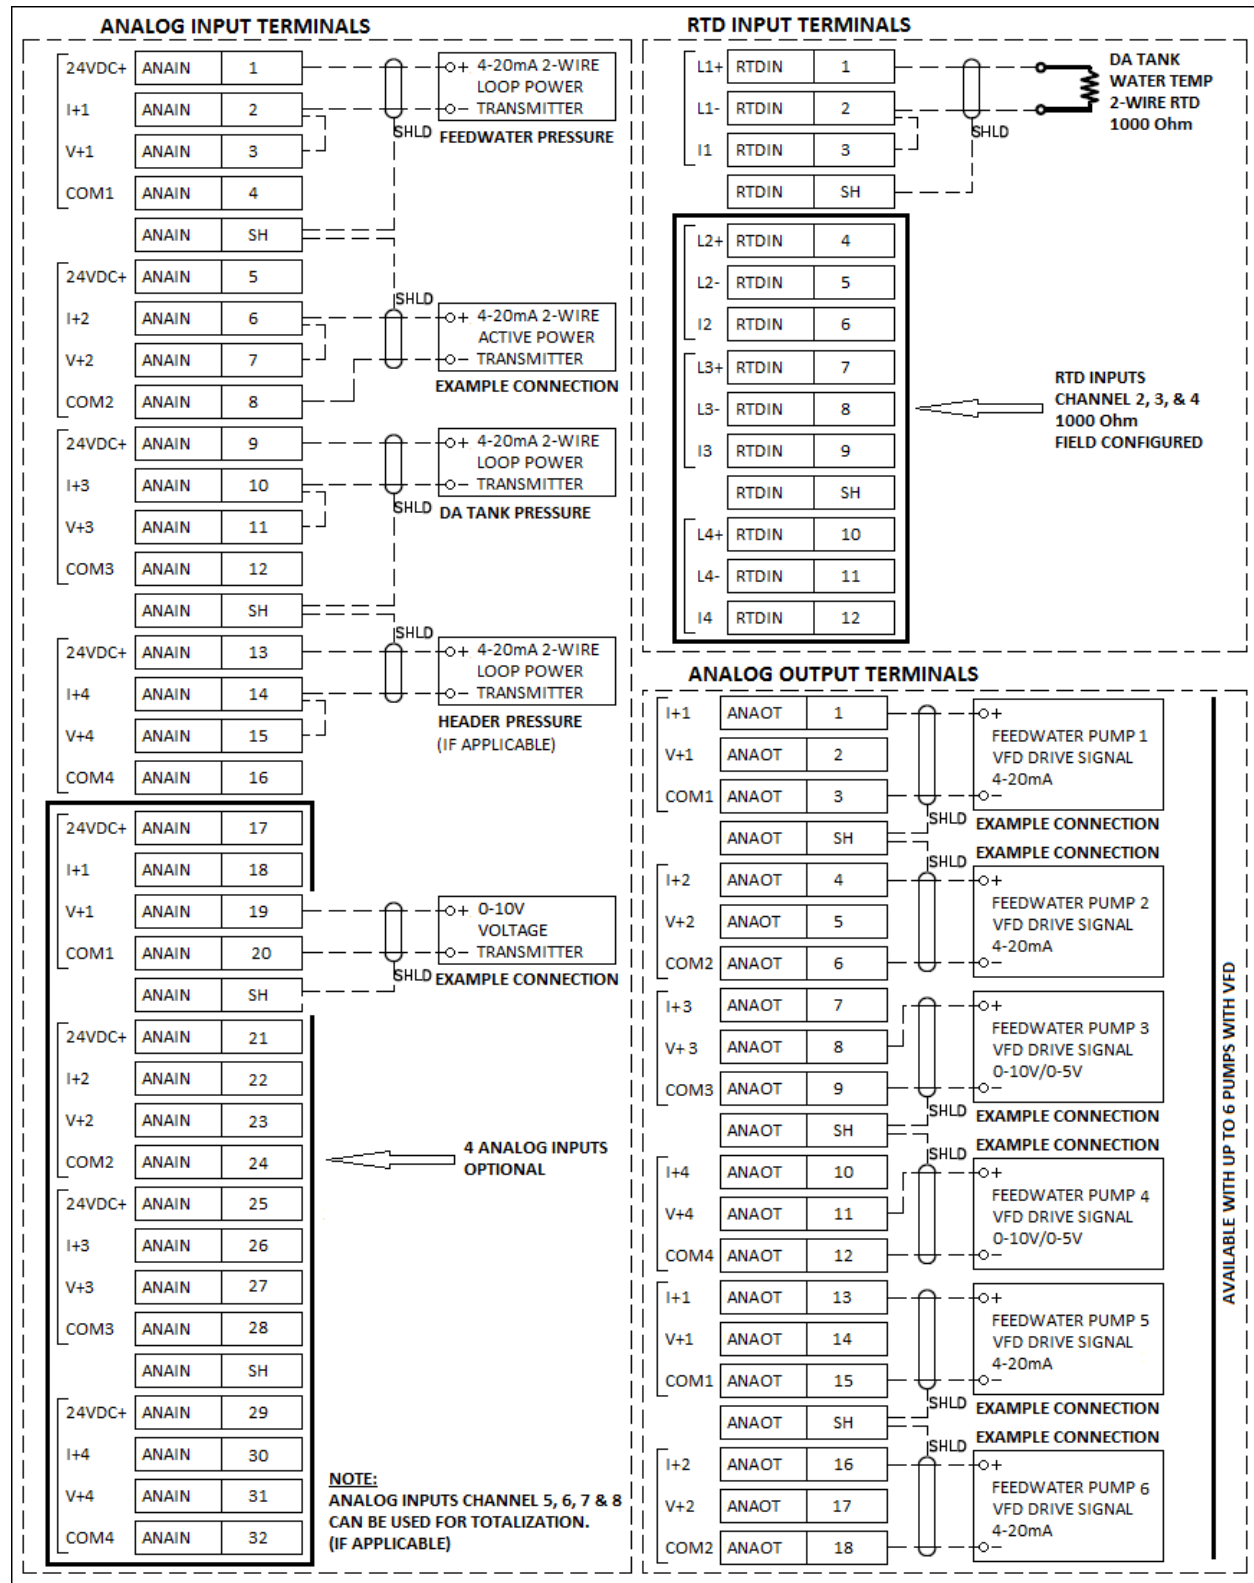 ANALOG INPUT TERMINALS
24VDC+ ANAIN 1
I+1 ANAIN 2
V+1 ANAIN 3
COM1 ANAIN 4
ANAIN SH
+ 4-20mA 2-WIRE
LOOP POWER
− TRANSMITTER
SHLD
FEEDWATER PRESSURE
24VDC+ ANAIN 5
I+2 ANAIN 6
V+2 ANAIN 7
COM2 ANAIN 8
SHLD
+ 4-20mA 2-WIRE
ACTIVE POWER
− TRANSMITTER
EXAMPLE CONNECTION
24VDC+ ANAIN 9
I+3 ANAIN 10
V+3 ANAIN 11
COM3 ANAIN 12
ANAIN SH
+ 4-20mA 2-WIRE
LOOP POWER
− TRANSMITTER
SHLD
DA TANK PRESSURE
24VDC+ ANAIN 13
I+4 ANAIN 14
V+4 ANAIN 15
COM4 ANAIN 16
SHLD
+ 4-20mA 2-WIRE
LOOP POWER
− TRANSMITTER
HEADER PRESSURE
(IF APPLICABLE)
24VDC+ ANAIN 17
I+1 ANAIN 18
V+1 ANAIN 19
COM1 ANAIN 20
ANAIN SH
+ 0-10V
VOLTAGE
− TRANSMITTER
SHLD
EXAMPLE CONNECTION
24VDC+ ANAIN 21
I+2 ANAIN 22
V+2 ANAIN 23
COM2 ANAIN 24
24VDC+ ANAIN 25
I+3 ANAIN 26
V+3 ANAIN 27
COM3 ANAIN 28
ANAIN SH
24VDC+ ANAIN 29
I+4 ANAIN 30
V+4 ANAIN 31
COM4 ANAIN 32
4 ANALOG INPUTS
OPTIONAL
NOTE:
ANALOG INPUTS CHANNEL 5, 6, 7 & 8
CAN BE USED FOR TOTALIZATION.
(IF APPLICABLE)
RTD INPUT TERMINALS
L1+ RTDIN 1
L1- RTDIN 2
I1 RTDIN 3
RTDIN SH
SHLD
DA TANK
WATER TEMP
2-WIRE RTD
1000 Ohm
L2+ RTDIN 4
L2- RTDIN 5
I2 RTDIN 6
L3+ RTDIN 7
L3- RTDIN 8
I3 RTDIN 9
RTDIN SH
L4+ RTDIN 10
L4- RTDIN 11
I4 RTDIN 12
RTD INPUTS
CHANNEL 2, 3, & 4
1000 Ohm
FIELD CONFIGURED
ANALOG OUTPUT TERMINALS
I+1 ANAOT 1
V+1 ANAOT 2
COM1 ANAOT 3
ANAOT SH
+
FEEDWATER PUMP 1
VFD DRIVE SIGNAL
4-20mA
−
SHLD
EXAMPLE CONNECTION
I+2 ANAOT 4
V+2 ANAOT 5
COM2 ANAOT 6
EXAMPLE CONNECTION
SHLD
+
FEEDWATER PUMP 2
VFD DRIVE SIGNAL
4-20mA
−
I+3 ANAOT 7
V+3 ANAOT 8
COM3 ANAOT 9
ANAOT SH
+
FEEDWATER PUMP 3
VFD DRIVE SIGNAL
0-10V/0-5V
−
SHLD
EXAMPLE CONNECTION
I+4 ANAOT 10
V+4 ANAOT 11
COM4 ANAOT 12
EXAMPLE CONNECTION
SHLD
+
FEEDWATER PUMP 4
VFD DRIVE SIGNAL
0-10V/0-5V
−
I+1 ANAOT 13
V+1 ANAOT 14
COM1 ANAOT 15
ANAOT SH
+
FEEDWATER PUMP 5
VFD DRIVE SIGNAL
4-20mA
−
SHLD
EXAMPLE CONNECTION
I+2 ANAOT 16
V+2 ANAOT 17
COM2 ANAOT 18
EXAMPLE CONNECTION
SHLD
+
FEEDWATER PUMP 6
VFD DRIVE SIGNAL
4-20mA
−
AVAILABLE WITH UP TO 6 PUMPS WITH VFD